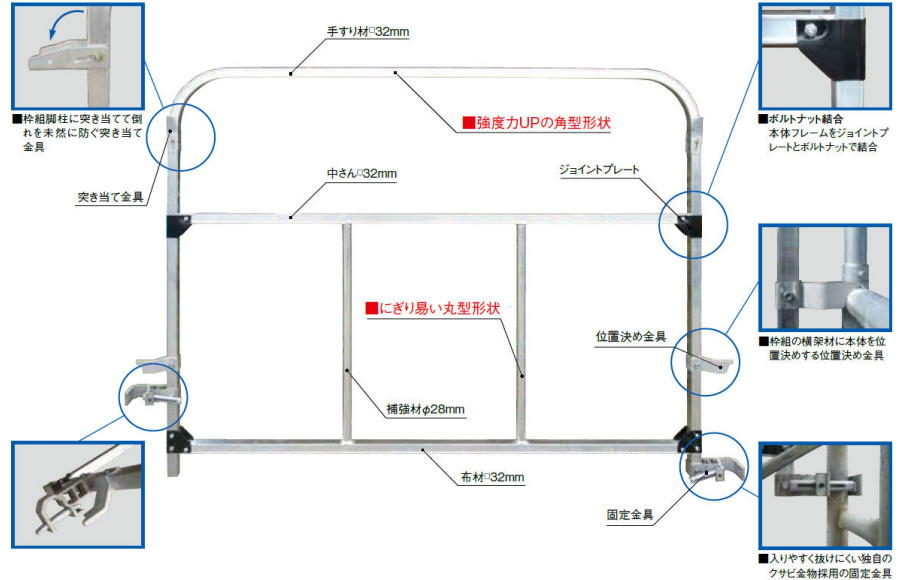 手すり材□32mm
■強度力UPの角型形状
■枠組脚柱に突き当てて倒
れを未然に防ぐ突き当て
金具
突き当て金具
中さん□32mm
ジョイントプレート
■ボルトナット結合
本体フレームをジョイントプ
レートとボルトナットで結合
■にぎり易い丸型形状
位置決め金具
■枠組の横架材に本体を位
置決めする位置決め金具
補強材φ28mm
布材□32mm
固定金具
■入りやすく抜けにくい独自の
クサビ金物採用の固定金具